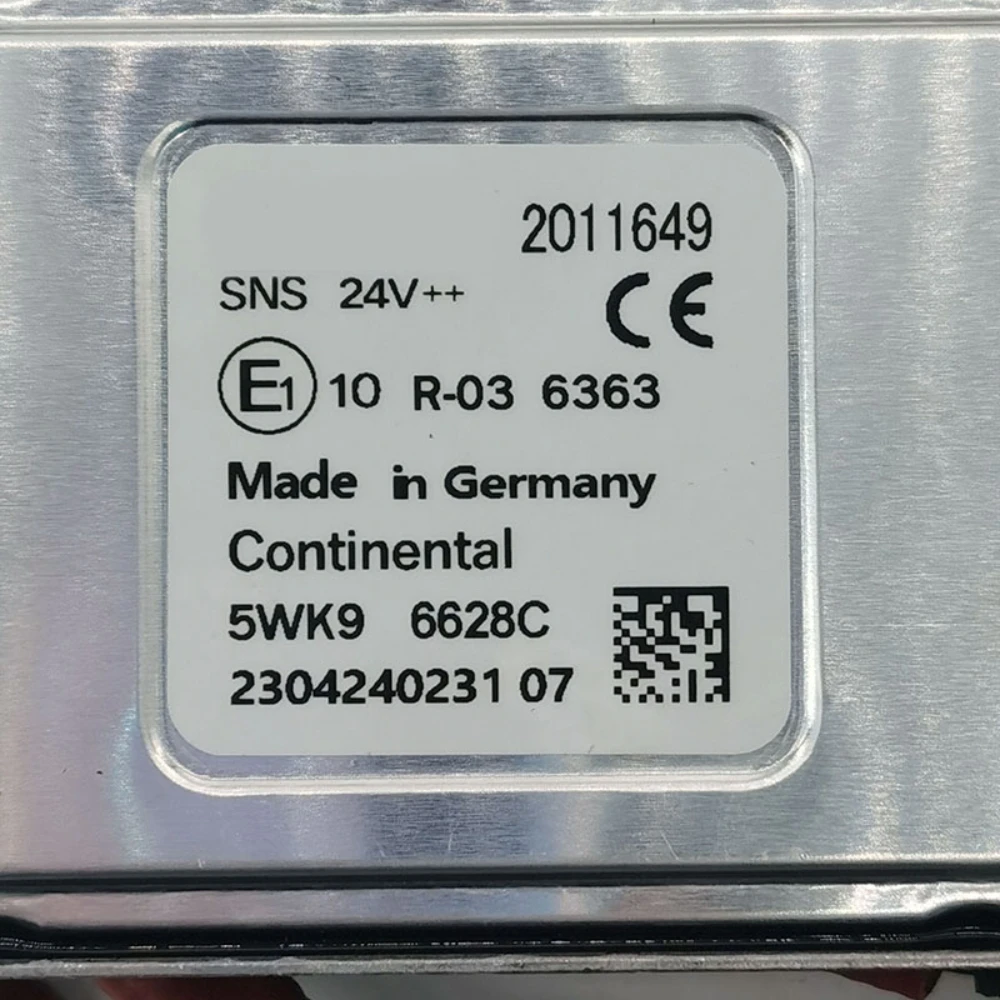 2011649
SNS 24V++
CE
E1 10 R-03 6363
Made in Germany
Continental
5WK9 6628C
2304240231 07